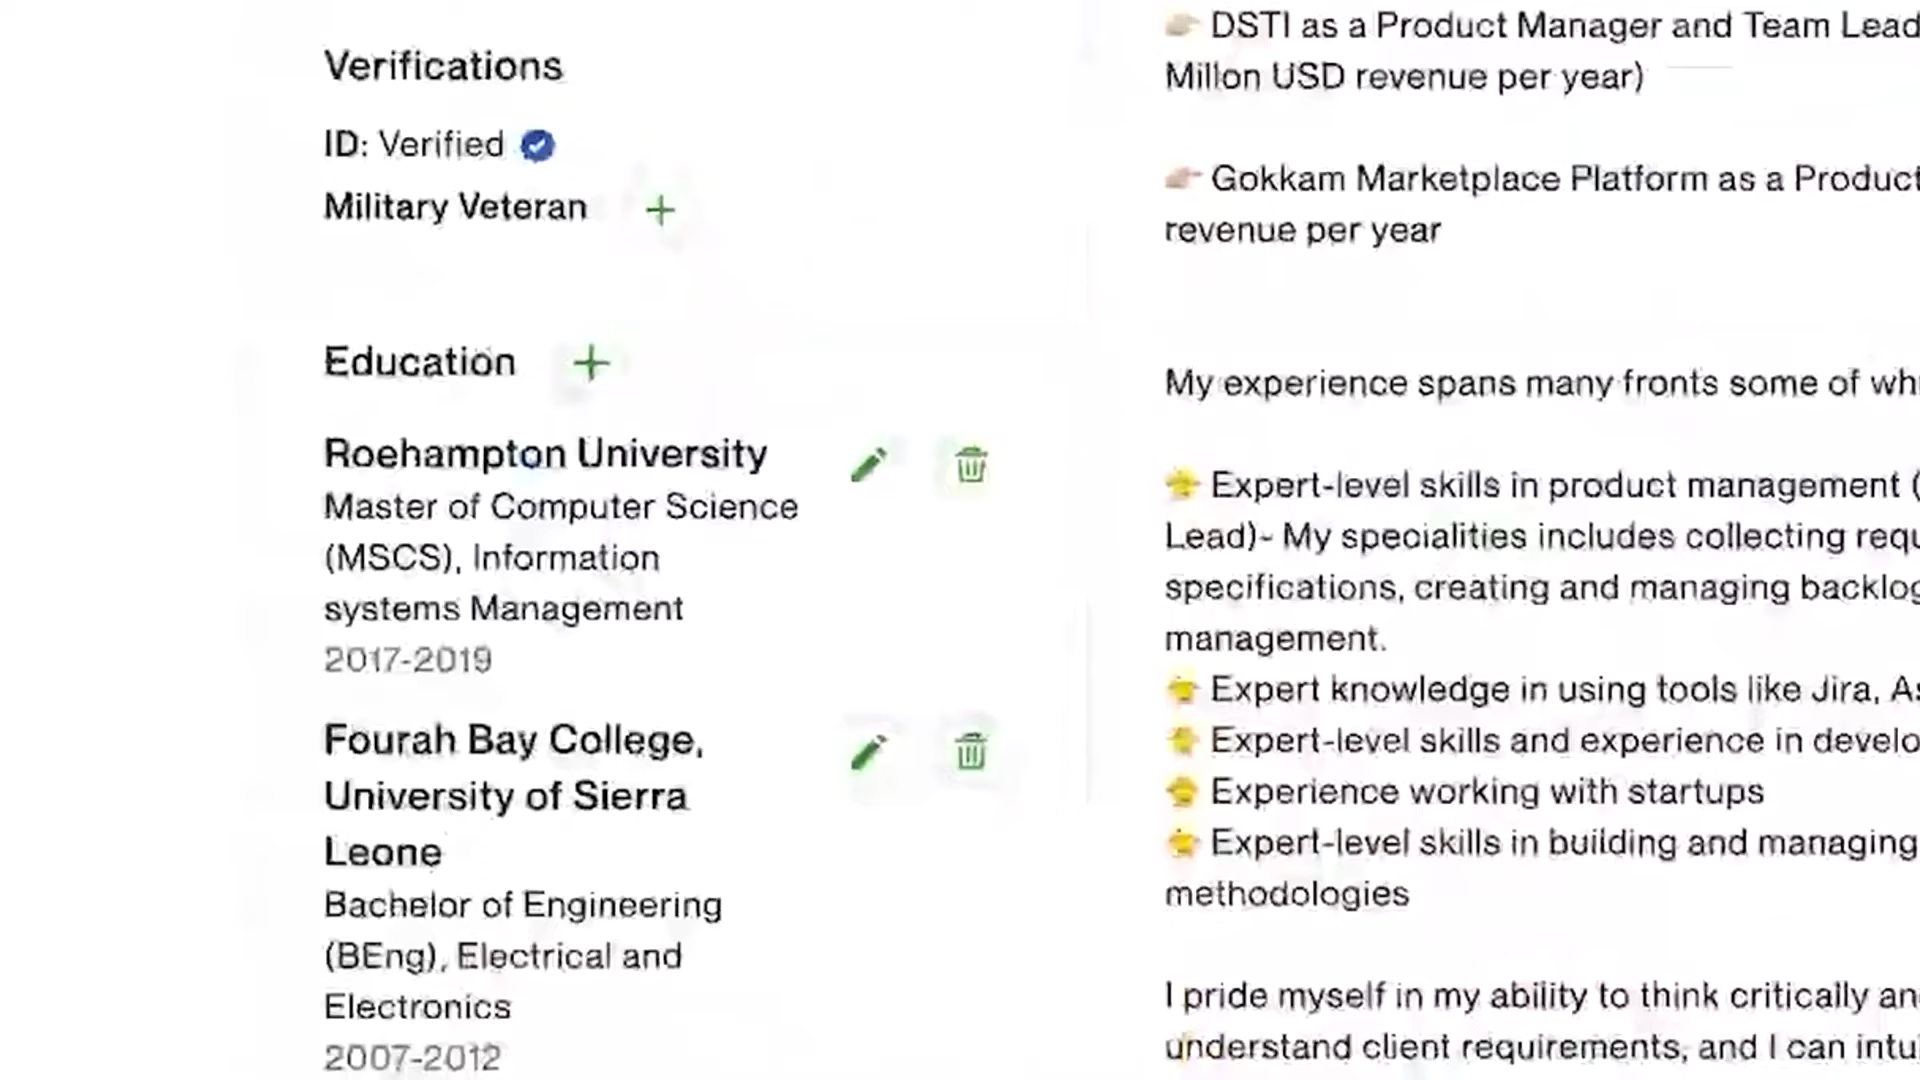 Verifications
ID: Verified
Military Veteran
Education
Roehampton University
Master of Computer Science
(MSCS), Information
systems Management
2017-2019
Fourah Bay College,
University of Sierra
Leone
Bachelor of Engineering
(BEng), Electrical and
Electronics
2007-2012
DSTI as a Product Manager and Team Lead
Millon USD revenue per year)
Gokkam Marketplace Platform as a Product
revenue per year
My experience spans many fronts some of
Expert-level skills in product management (
Lead)- My specialities includes collecting
specifications, creating and managing
management.
Expert knowledge in using tools like Jira,
Expert-level skills and experience in
Experience working with startups
Expert-level skills in building and managing
methodologies
I pride myself in my ability to think critically
understand client requirements, and I can